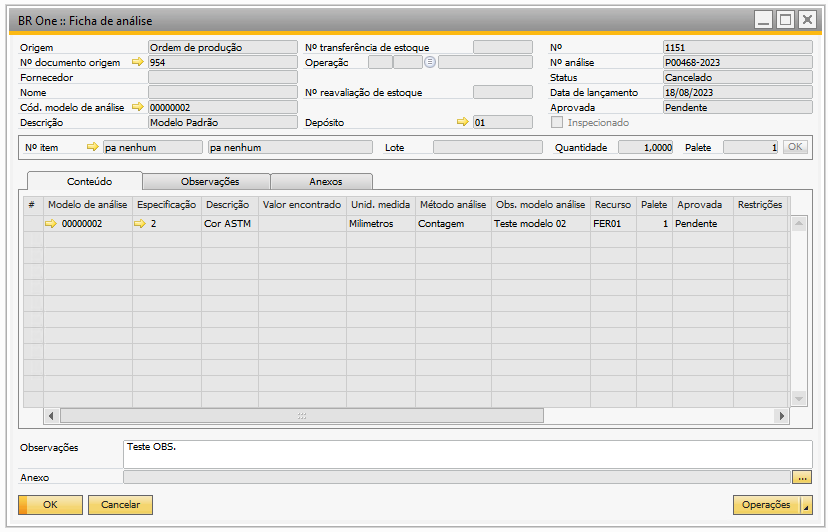 BR One :: Ficha de análise
Origem Ordem de produção Nº transferência de estoque Nº 1151
Nº documento origem 954 Operação Nº análise P00468-2023
Fornecedor Status Cancelado
Nome Nº reavaliação de estoque Data de lançamento 18/08/2023
Cód. modelo de análise 00000002 Aprovada Pendente
Descrição Modelo Padrão Depósito 01 Inspecionado
Nº item pa nenhum pa nenhum Lote Quantidade 1,0000 Palete 1 OK
Conteúdo Observações Anexos
# Modelo de análise Especificação Descrição Valor encontrado Unid. medida Método análise Obs. modelo análise Recurso Palete Aprovada Restrições
00000002 2 Cor ASTM Milimetros Contagem Teste modelo 02 FER01 1 Pendente
Observações Teste OBS.
Anexo ...
OK Cancelar Operações